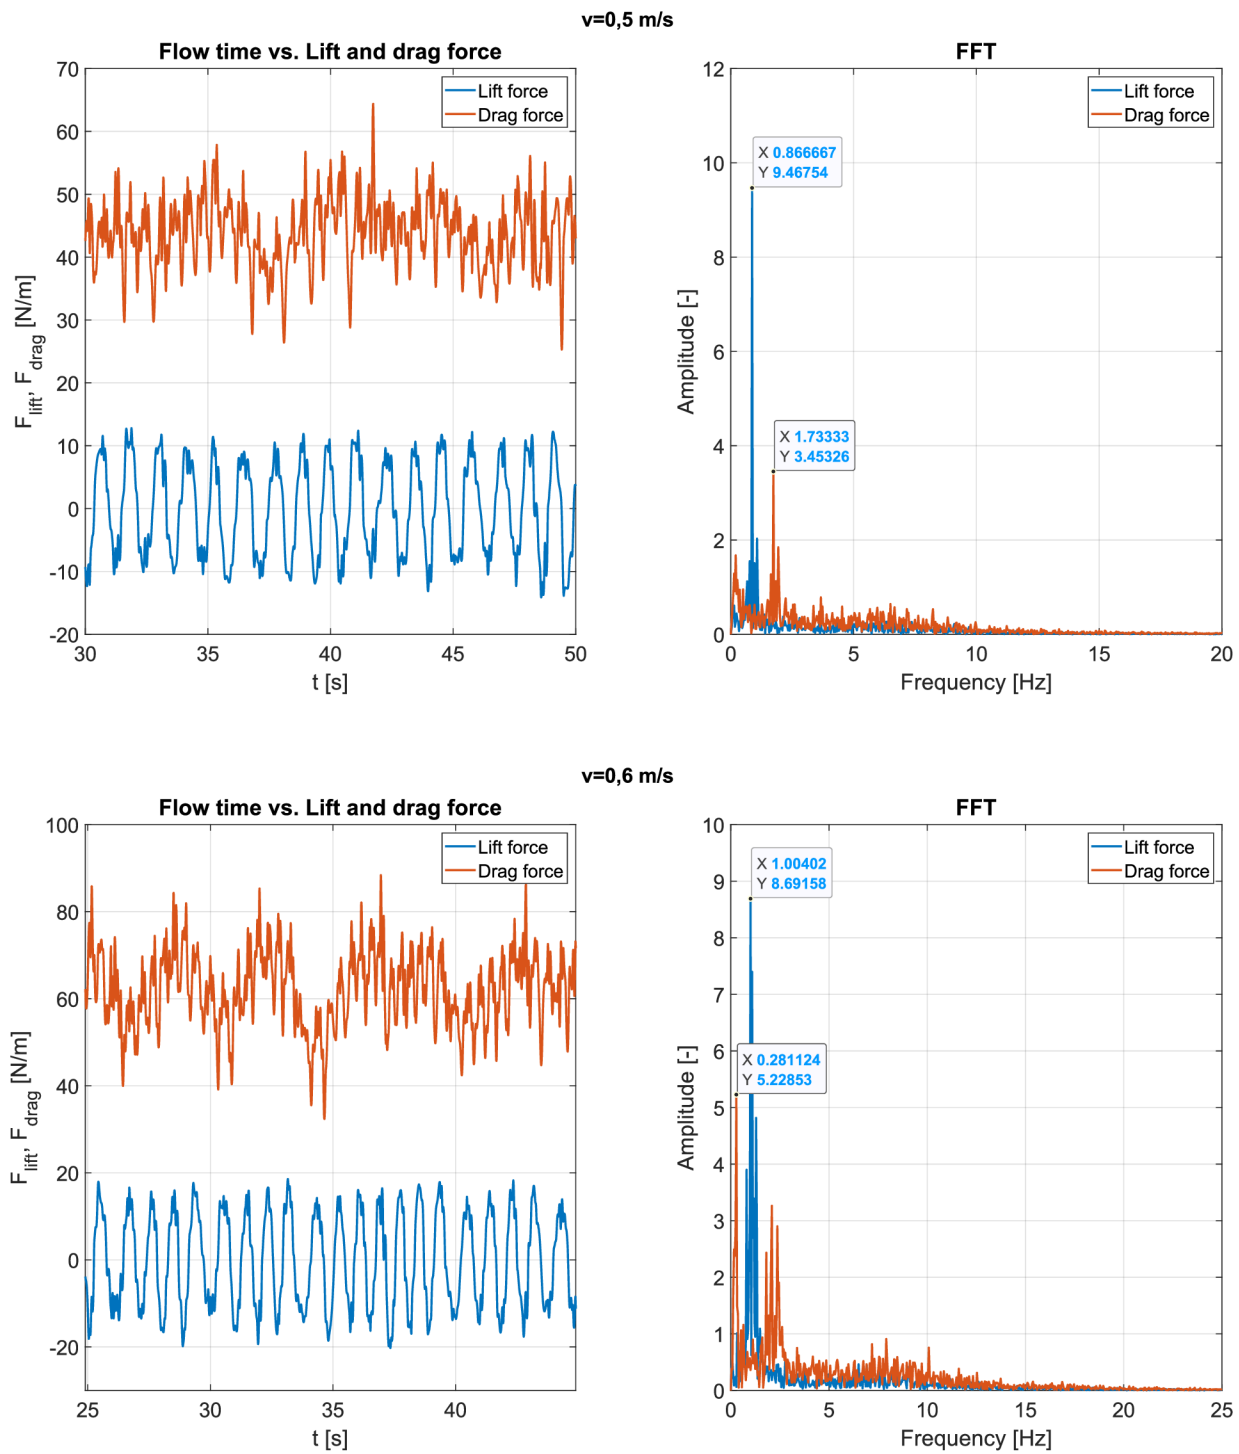 v=0,5 m/s
Flow time vs. Lift and drag force
70
60
50
40
30
20
10
0
-10
-20
30
35
40
45
50
F_lift, F_drag [N/m]
t [s]
Lift force
Drag force
FFT
12
10
8
6
4
2
0
0
5
10
15
20
Amplitude [-]
Frequency [Hz]
Lift force
Drag force
X 0.866667
Y 9.46754
X 1.73333
Y 3.45326
v=0,6 m/s
Flow time vs. Lift and drag force
100
80
60
40
20
0
-20
25
30
35
40
F_lift, F_drag [N/m]
t [s]
Lift force
Drag force
FFT
10
9
8
7
6
5
4
3
2
1
0
0
5
10
15
20
25
Amplitude [-]
Frequency [Hz]
Lift force
Drag force
X 1.00402
Y 8.69158
X 0.281124
Y 5.22853